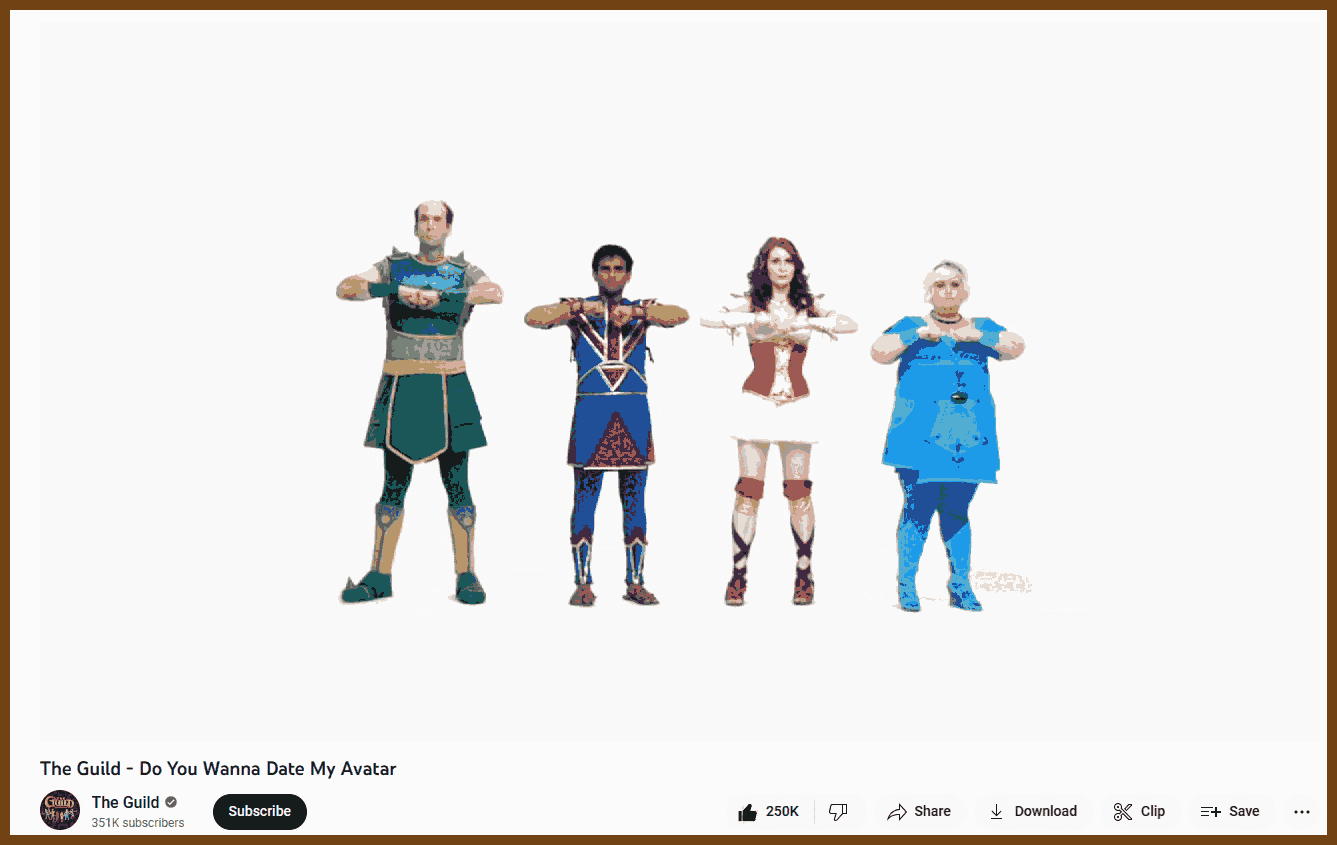 The Guild - Do You Wanna Date My Avatar
The Guild
351K subscribers
Subscribe
250K
Share
Download
Clip
Save
Guild